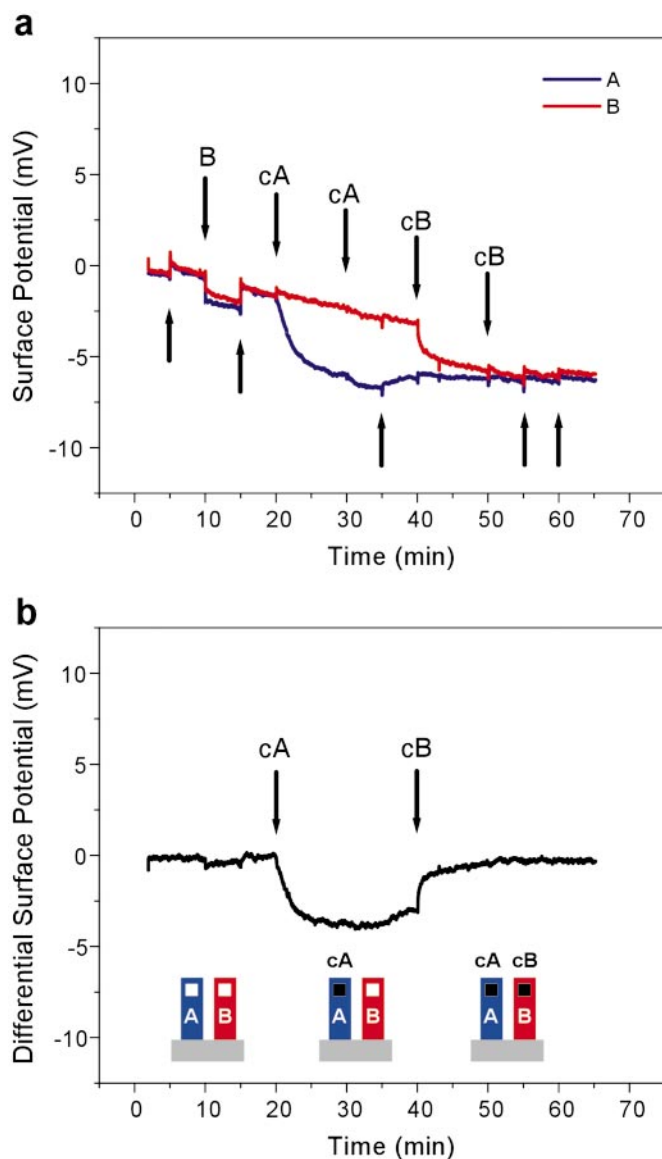 a
10
5
0
-5
-10
Surface Potential (mV)
A
B
B
cA
cA
cB
cB
0 10 20 30 40 50 60 70
Time (min)
b
10
5
0
-5
-10
Differential Surface Potential (mV)
cA
cB
cA
cA cB
A B
A B
A B
0 10 20 30 40 50 60 70
Time (min)